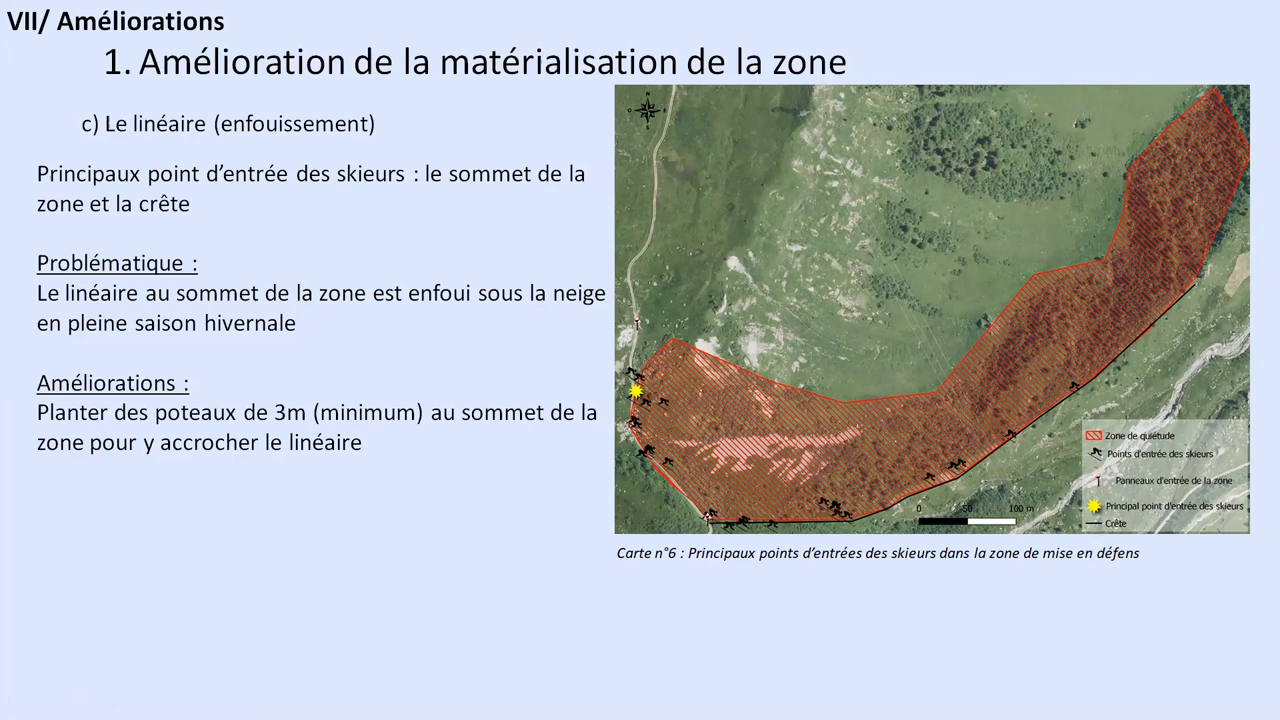 VII/ Améliorations
1. Amélioration de la matérialisation de la zone
c) Le linéaire (enfouissement)
Principaux point d’entrée des skieurs : le sommet de la
zone et la crête
Problématique :
Le linéaire au sommet de la zone est enfoui sous la neige
en pleine saison hivernale
Améliorations :
Planter des poteaux de 3m (minimum) au sommet de la
zone pour y accrocher le linéaire
N
O
E
S
Zone de quiétude
Points d'entrée des skieurs
Panneaux d'entrée de la zone
Principal point d'entrée des skieurs
Crête
0 50 100 m
Carte n°6 : Principaux points d’entrées des skieurs dans la zone de mise en défens